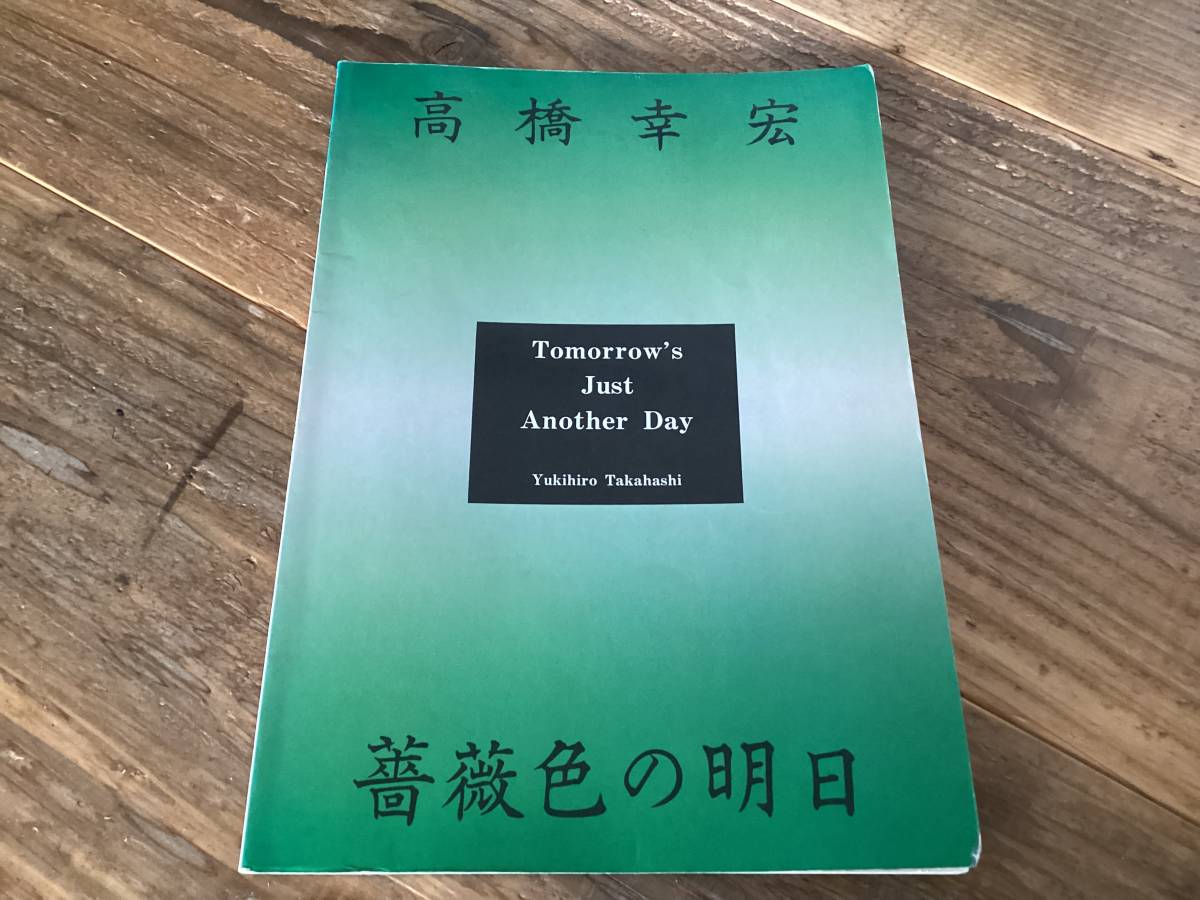 高橋幸宏
Tomorrow's
Just
Another Day
Yukihiro Takahashi
薔薇色の明日